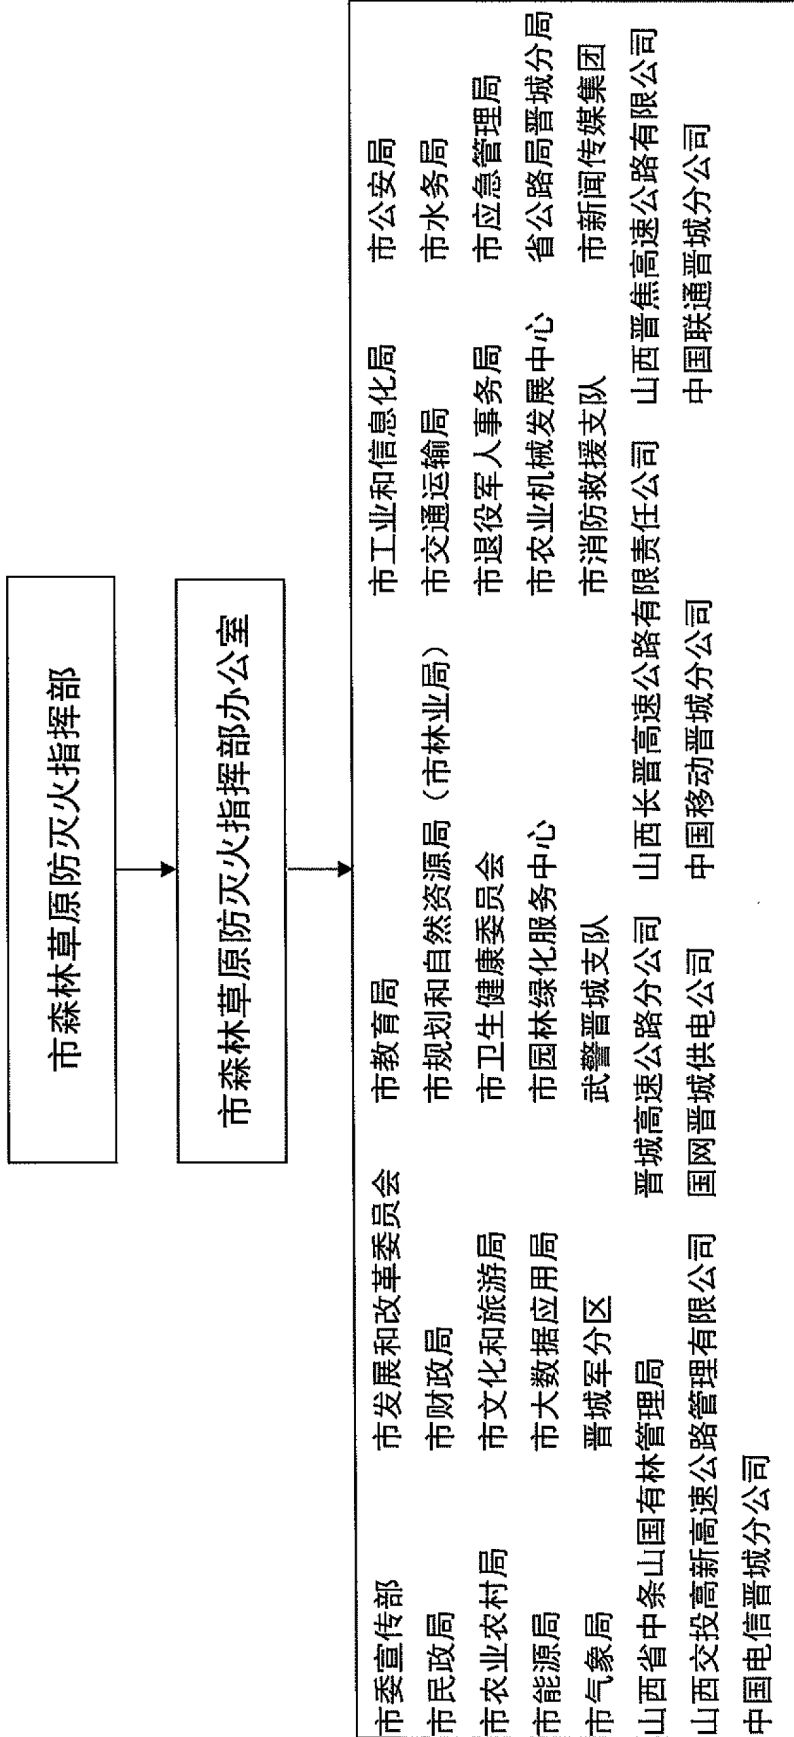 市森林草原防灭火指挥部
市森林草原防灭火指挥部办公室
市委宣传部 市发展和改革委员会 市教育局 市工业和信息化局 市公安局
市民政局 市财政局 市规划和自然资源局（市林业局） 市交通运输局 市水务局
市农业农村局 市文化和旅游局 市卫生健康委员会 市退役军人事务局 市应急管理局
市能源局 市大数据应用局 市园林绿化服务中心 市农业机械发展中心 省公路局晋城分局
市气象局 晋城军分区 武警晋城支队 市消防救援支队 市新闻传媒集团
山西省中条山国有林管理局 晋城高速公路分公司 山西长晋高速公路有限责任公司 山西晋焦高速公路有限公司
山西交投高新高速公路管理有限公司 国网晋城供电公司 中国移动晋城分公司 中国联通晋城分公司
中国电信晋城分公司